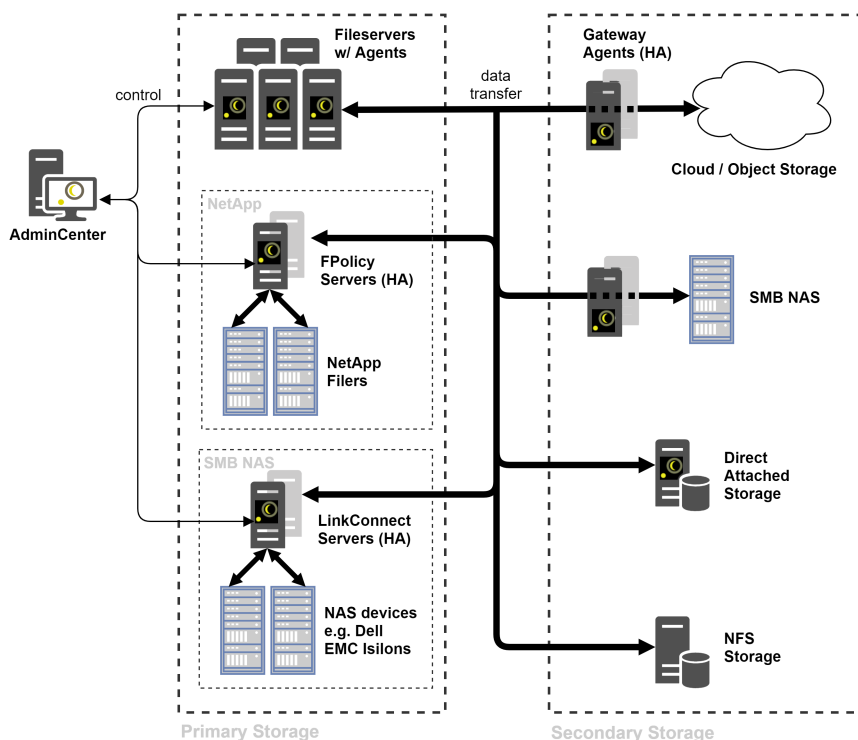 Fileservers
w/ Agents
Gateway
Agents (HA)
control
data
transfer
Cloud / Object Storage
AdminCenter
NetApp
FPolicy
Servers (HA)
SMB NAS
NetApp
Filers
SMB NAS
LinkConnect
Servers (HA)
Direct
Attached
Storage
NAS devices
e.g. Dell
EMC Isilons
NFS
Storage
Primary Storage
Secondary Storage